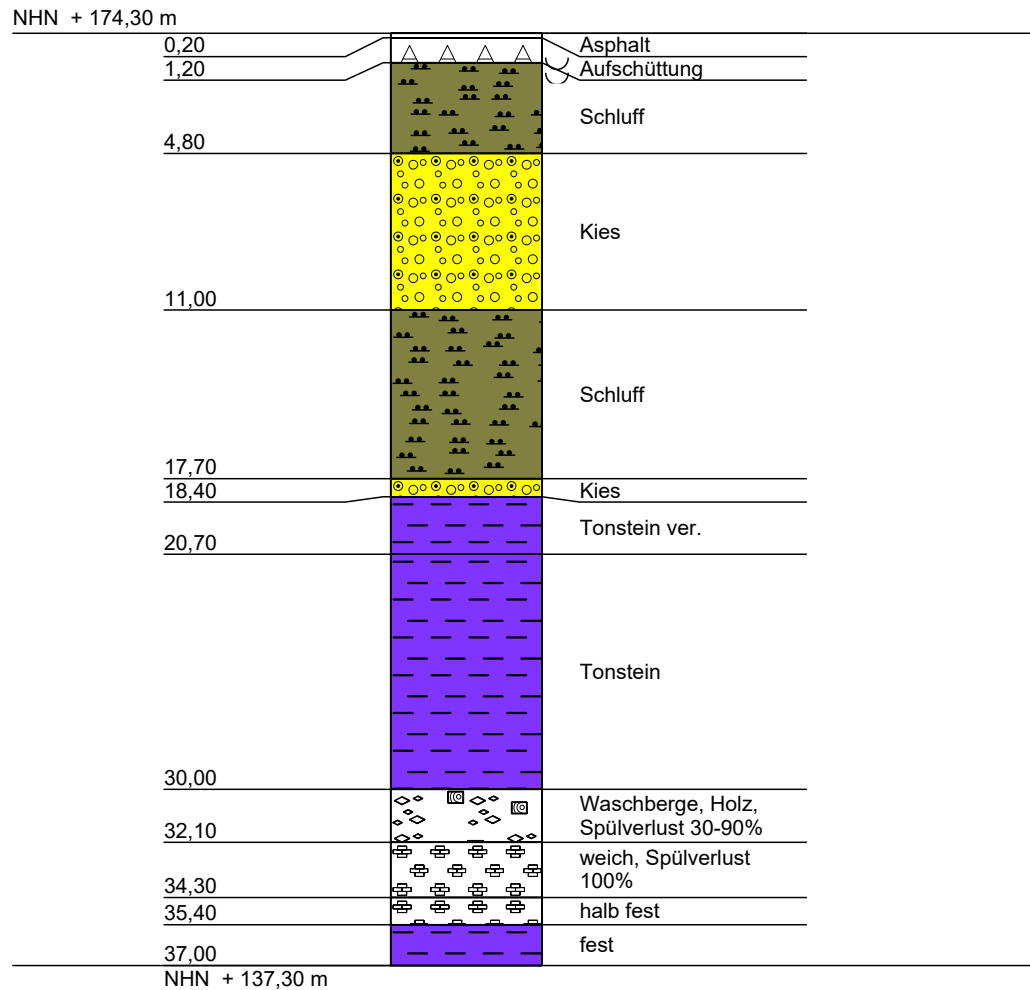 NHN + 174,30 m
0,20 Asphalt
1,20 Aufschüttung
Schluff
4,80
Kies
11,00
Schluff
17,70
18,40 Kies
Tonstein ver.
20,70
Tonstein
30,00
Waschberge, Holz,
Spülverlust 30-90%
32,10
weich, Spülverlust
100%
34,30
35,40 halb fest
fest
37,00
NHN + 137,30 m